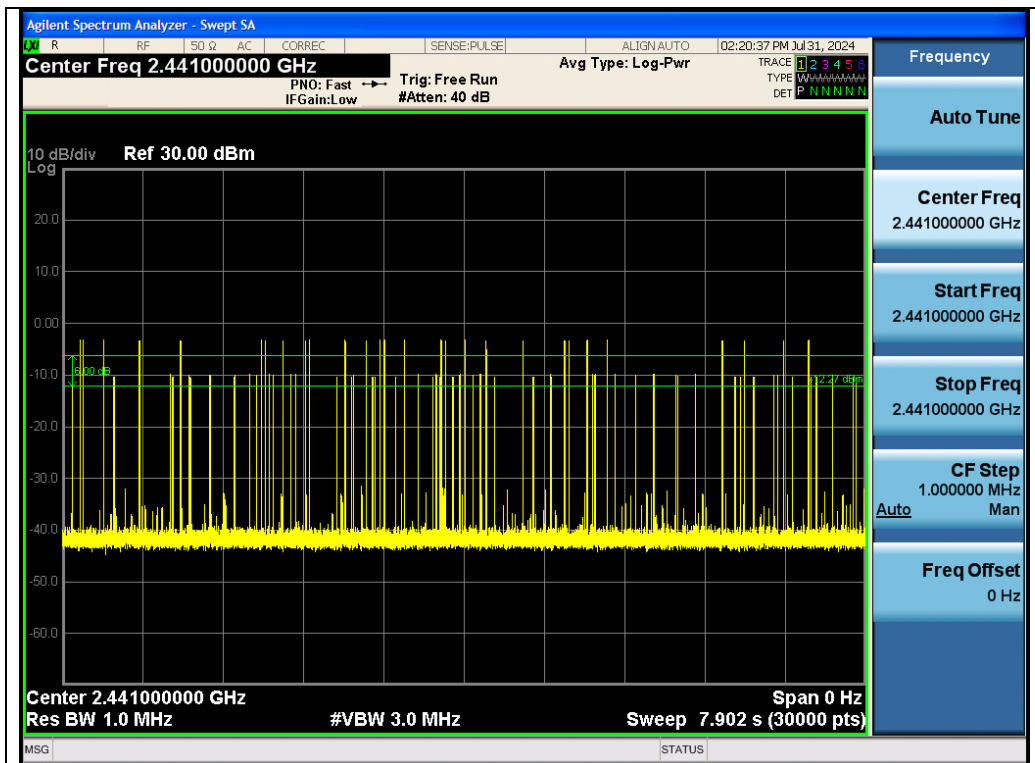 Agilent Spectrum Analyzer - Swept SA
LXI R RF 50 Ω AC CORREC SENSE:PULSE ALIGN AUTO 02:20:37 PM Jul 31, 2024
Center Freq 2.441000000 GHz
PNO: Fast
IFGain:Low
Trig: Free Run
#Atten: 40 dB
Avg Type: Log-Pwr
TRACE 1 2 3 4 5 6
TYPE WWWWWW
DET P N N N N N
10 dB/div Ref 30.00 dBm
Log
20.0
10.0
0.00
-10.0
-20.0
-30.0
-40.0
-50.0
-60.0
6.00 dB
Center 2.441000000 GHz Span 0 Hz
Res BW 1.0 MHz #VBW 3.0 MHz Sweep 7.902 s (30000 pts)
MSG STATUS
Frequency
Auto Tune
Center Freq
2.441000000 GHz
Start Freq
2.441000000 GHz
Stop Freq
2.441000000 GHz
CF Step
1.000000 MHz
Auto Man
Freq Offset
0 Hz